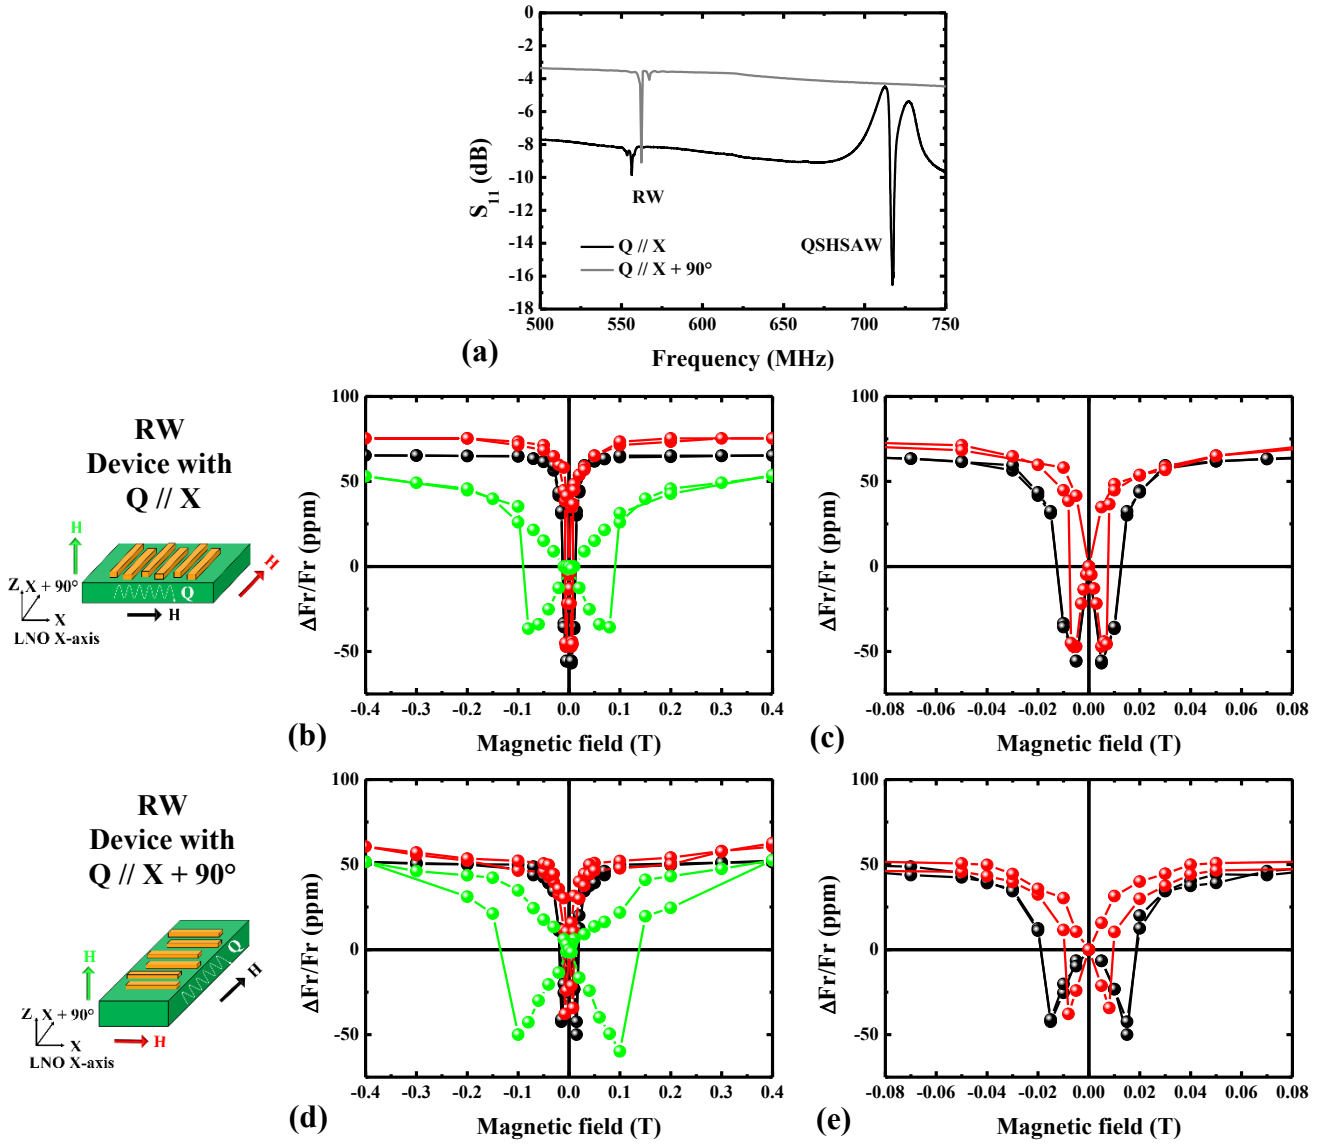 0
-2
-4
-6
-8
-10
-12
-14
-16
-18
S11 (dB)
RW
QSHSAW
Q // X
Q // X + 90°
500 550 600 650 700 750
(a) Frequency (MHz)
RW
Device with
Q // X
H
H
Z X + 90°
Q
X
H
LNO X-axis
100
50
0
-50
ΔFr/Fr (ppm)
-0.4 -0.3 -0.2 -0.1 0.0 0.1 0.2 0.3 0.4
(b) Magnetic field (T)
100
50
0
-50
ΔFr/Fr (ppm)
-0.08 -0.06 -0.04 -0.02 0.00 0.02 0.04 0.06 0.08
(c) Magnetic field (T)
RW
Device with
Q // X + 90°
H
Q
H
Z X + 90°
X
H
LNO X-axis
100
50
0
-50
ΔFr/Fr (ppm)
-0.4 -0.3 -0.2 -0.1 0.0 0.1 0.2 0.3 0.4
(d) Magnetic field (T)
100
50
0
-50
ΔFr/Fr (ppm)
-0.08 -0.06 -0.04 -0.02 0.00 0.02 0.04 0.06 0.08
(e) Magnetic field (T)